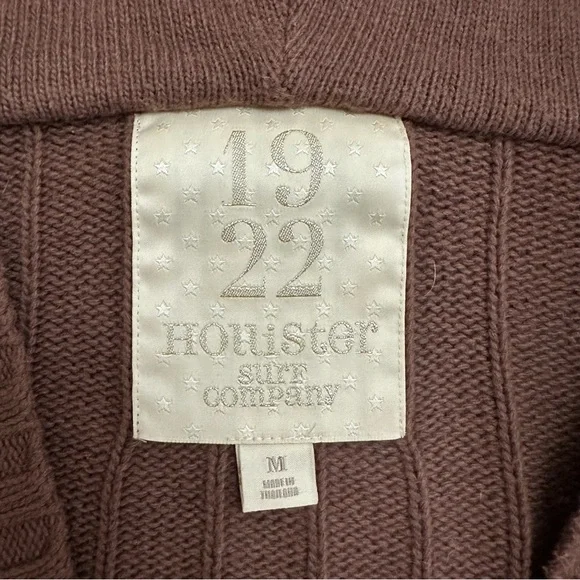 19
22
Hollister
surf
company
M
MADE IN
THAILAND